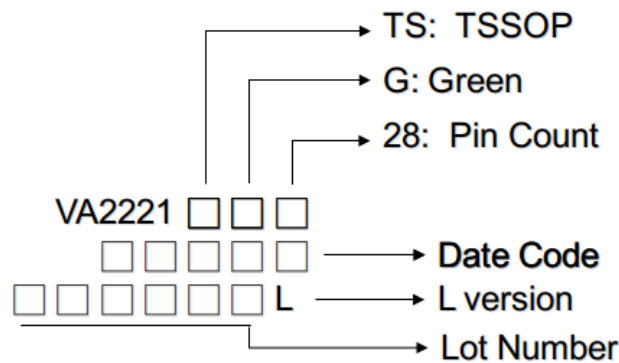 TS: TSSOP
G: Green
28: Pin Count
VA2221 □ □ □
□ □ □ □ □ Date Code
□ □ □ □ □ □ L L version
Lot Number